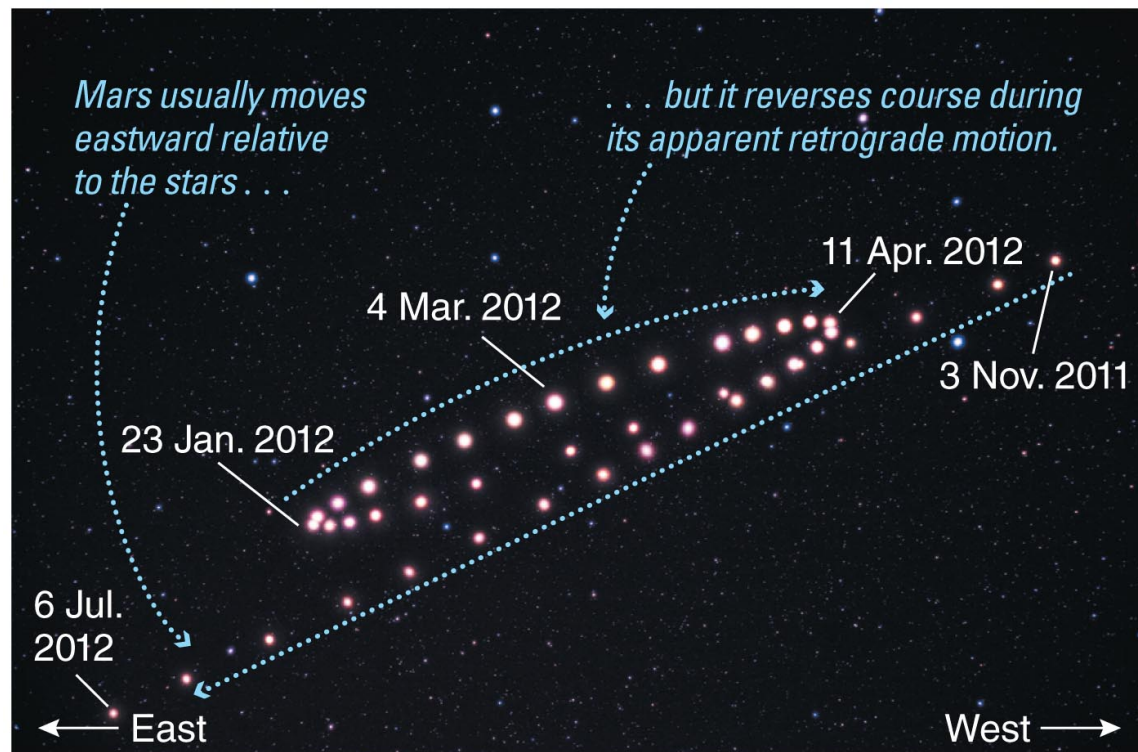 Mars usually moves
eastward relative
to the stars . . .
. . . but it reverses course during
its apparent retrograde motion.
11 Apr. 2012
4 Mar. 2012
3 Nov. 2011
23 Jan. 2012
6 Jul.
2012
East
West